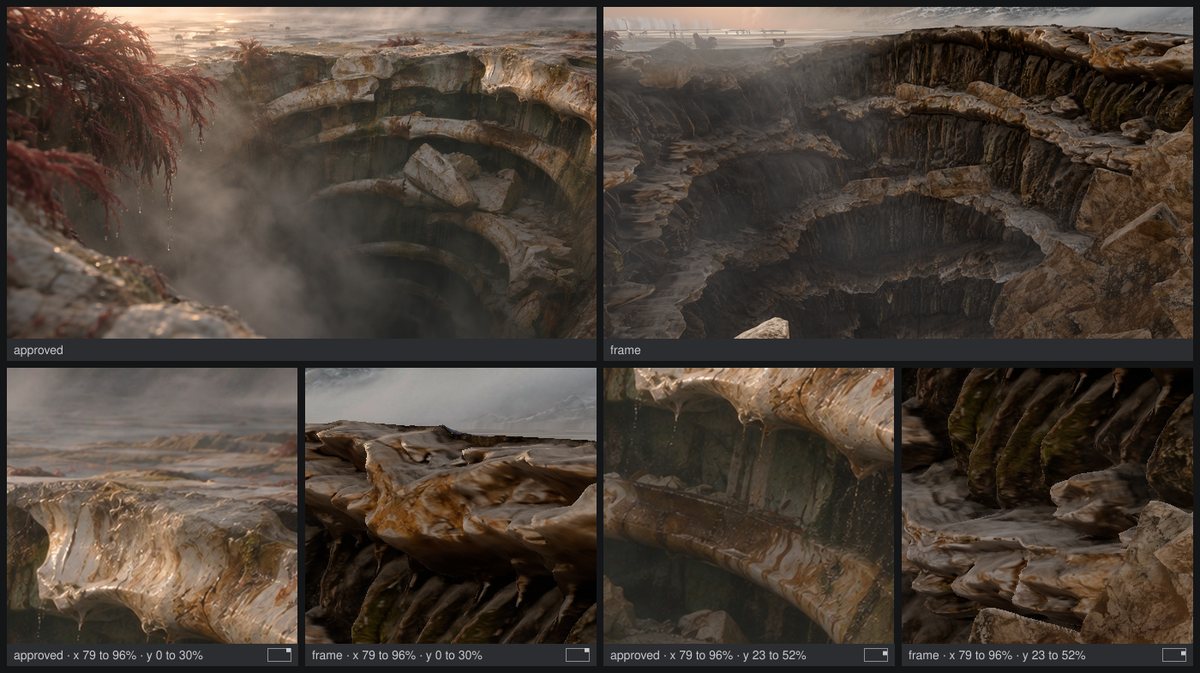 approved
frame
approved · x 79 to 96% · y 0 to 30%
frame · x 79 to 96% · y 0 to 30%
approved · x 79 to 96% · y 23 to 52%
frame · x 79 to 96% · y 23 to 52%